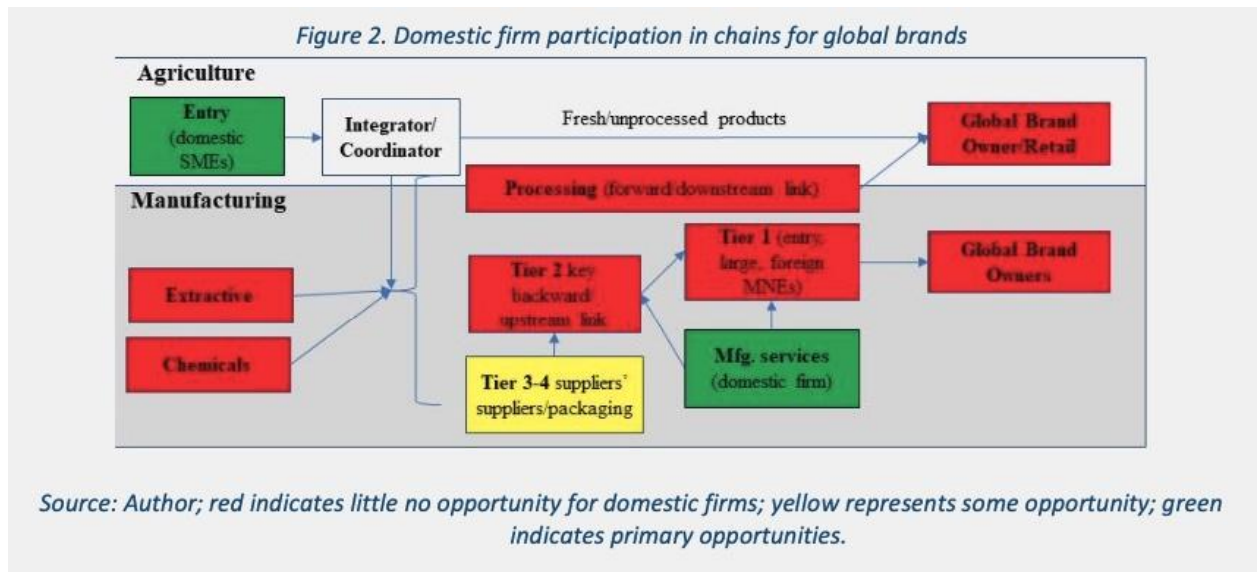 Figure 2. Domestic firm participation in chains for global brands
Agriculture
Entry
(domestic
SMEs)
Integrator/
Coordinator
Fresh/unprocessed products
Global Brand
Owner/Retail
Processing (forward/downstream link)
Manufacturing
Tier 1 (entry,
large, foreign
MNEs)
Global Brand
Owners
Tier 2 key
backward/
upstream link
Extractive
Chemicals
Mfg. services
(domestic firm)
Tier 3-4 suppliers'
suppliers/packaging
Source: Author; red indicates little no opportunity for domestic firms; yellow represents some opportunity; green
indicates primary opportunities.